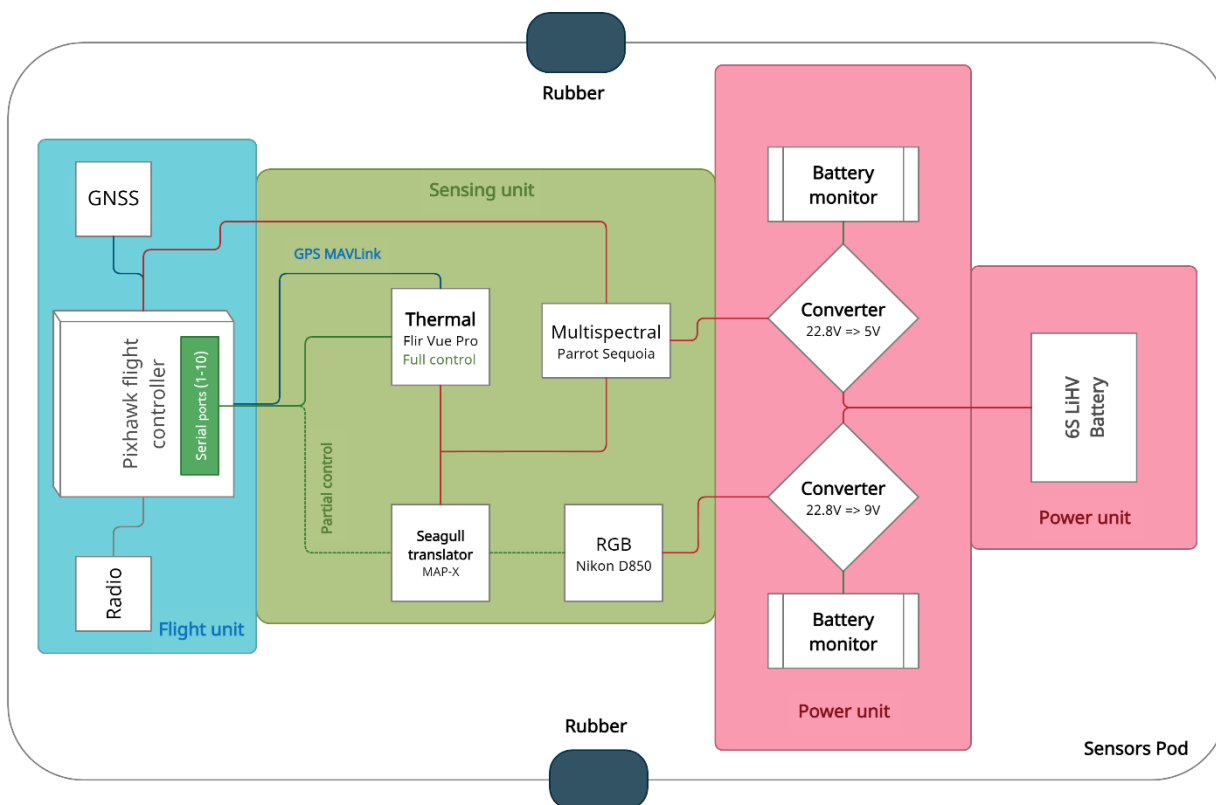 Rubber
GNSS
Pixhawk flight
controller
Serial ports (1-10)
Radio
Flight unit
Sensing unit
GPS MAVLink
Thermal
Flir Vue Pro
Full control
Multispectral
Parrot Sequoia
Partial control
Seagull
translator
MAP-X
RGB
Nikon D850
Battery
monitor
Converter
22.8V => 5V
Converter
22.8V => 9V
Battery
monitor
Power unit
6S LiHV
Battery
Power unit
Rubber
Sensors Pod